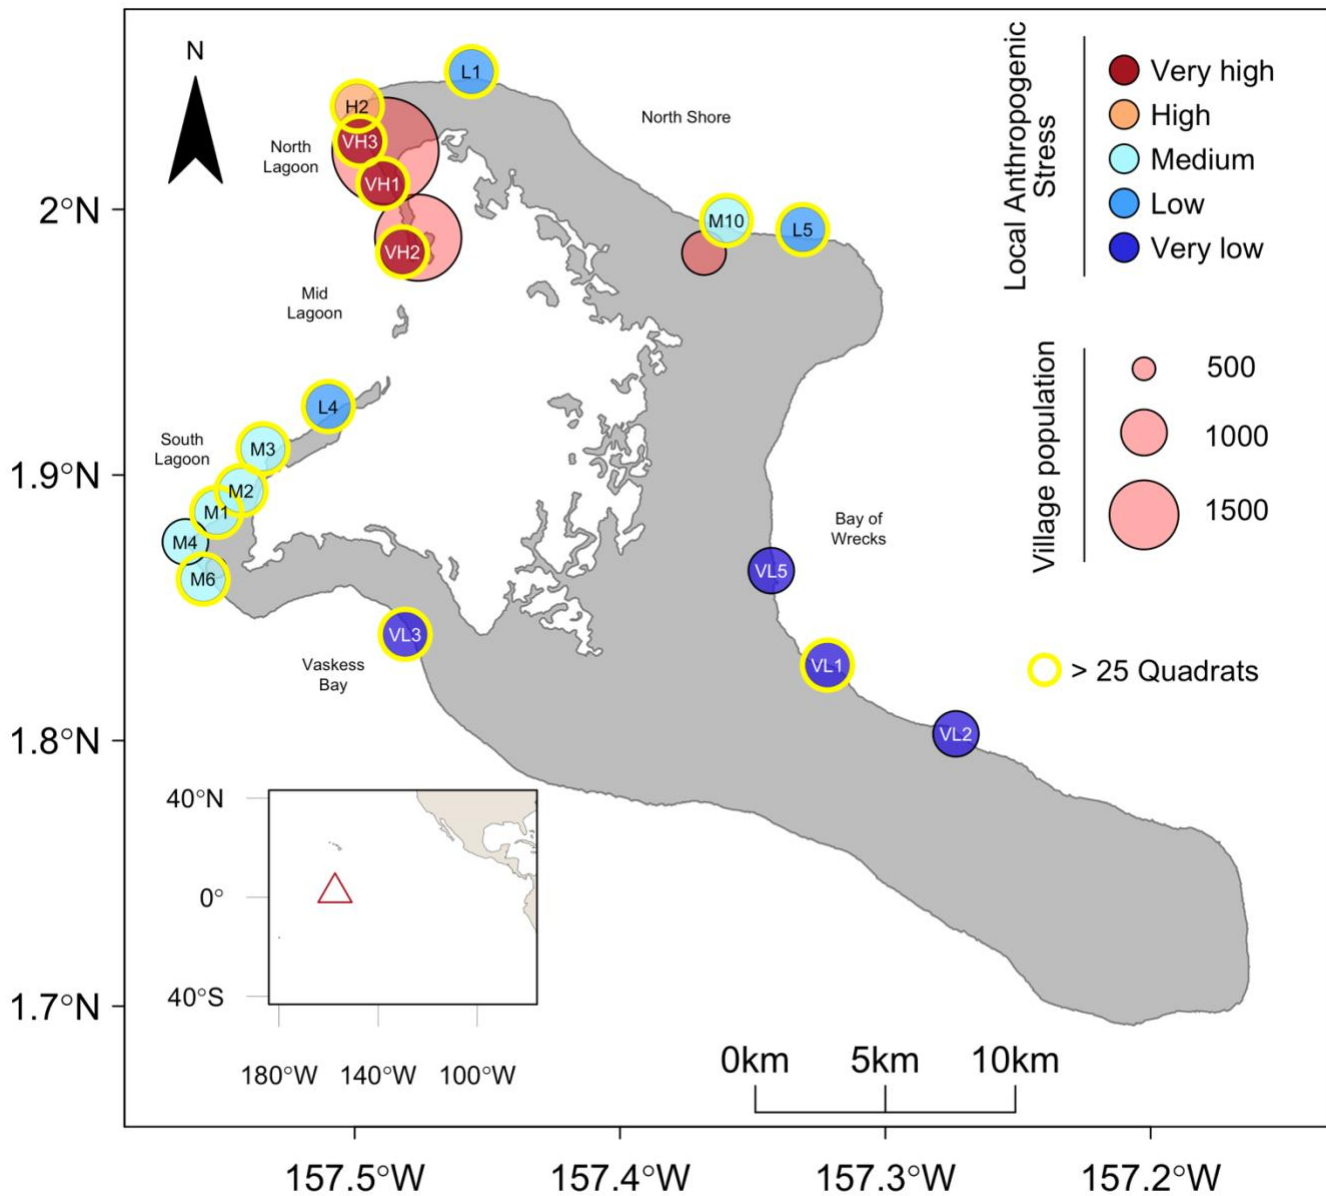 N
L1
H2
VH3
VH1
VH2
North
Lagoon
North Shore
M10
L5
Mid
Lagoon
L4
South
Lagoon
M3
M2
M1
M4
M6
VL3
Vaskess
Bay
Bay of
Wrecks
VL5
VL1
VL2
Local Anthropogenic
Stress
Very high
High
Medium
Low
Very low
Village population
500
1000
1500
> 25 Quadrats
2°N
1.9°N
1.8°N
1.7°N
40°N
0°
40°S
180°W 140°W 100°W
0km 5km 10km
157.5°W 157.4°W 157.3°W 157.2°W